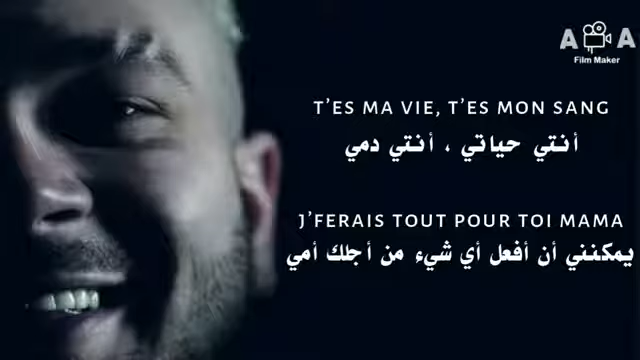 A A
Film Maker
T'ES MA VIE, T'ES MON SANG
أنتي حياتي ، أنتي دمي
J'FERAIS TOUT POUR TOI MAMA
يمكنني أن أفعل أي شيء من أجلك أمي